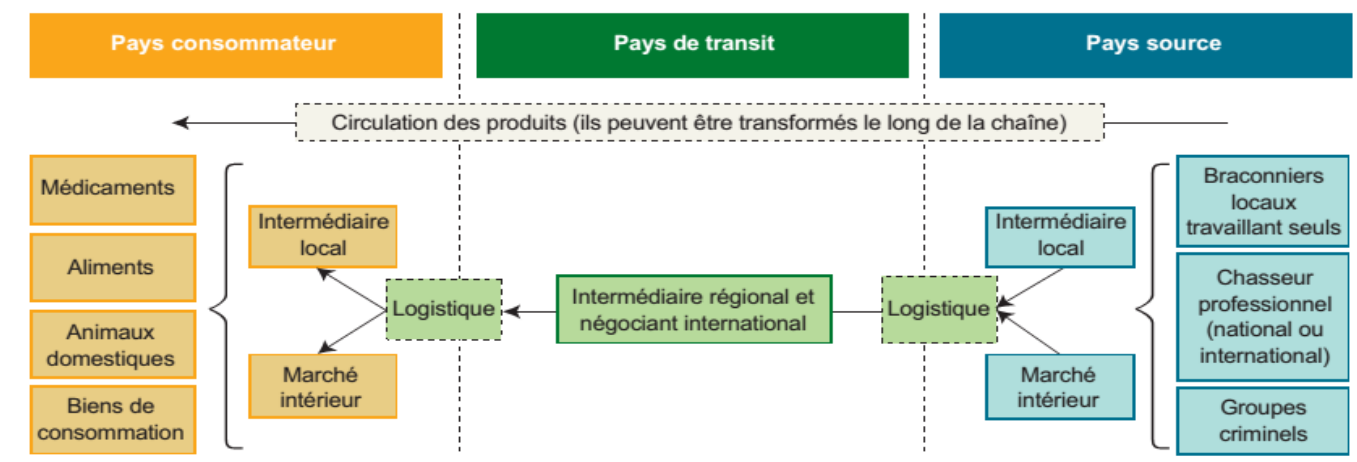 Pays consommateur
Pays de transit
Pays source
Circulation des produits (ils peuvent être transformés le long de la chaîne)
Médicaments
Aliments
Animaux
domestiques
Biens de
consommation
Intermédiaire
local
Marché
intérieur
Logistique
Intermédiaire régional et
négociant international
Logistique
Intermédiaire
local
Marché
intérieur
Braconniers
locaux
travaillant seuls
Chasseur
professionnel
(national ou
international)
Groupes
criminels